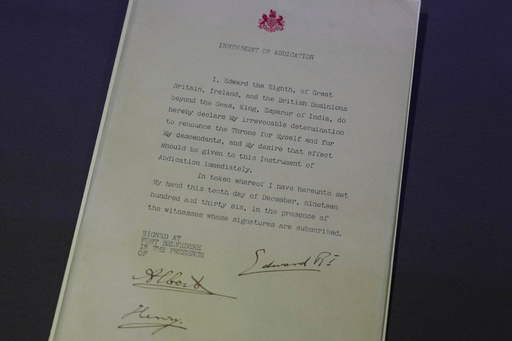 INSTRUMENT OF ABDICATION
I, Edward the Eighth, of Great
Britain, Ireland, and the British Dominions
beyond the Seas, King, Emperor of India, do
hereby declare My irrevocable determination
to renounce the Throne for Myself and for
My descendants, and My desire that effect
should be given to this Instrument of
Abdication immediately.
In token whereof I have hereunto set
My hand this tenth day of December, nineteen
hundred and thirty six, in the presence of
the witnesses whose signatures are subscribed.
SIGNED AT
FORT BELVEDERE
IN THE PRESENCE
OF
Edward RI
Albert
Henry.